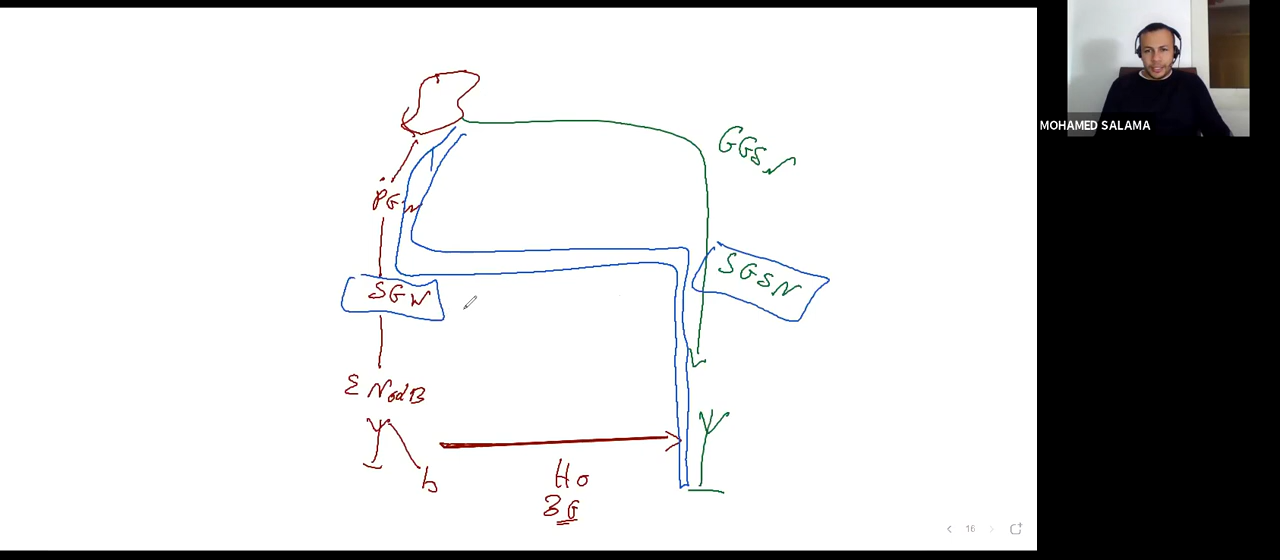 MOHAMED SALAMA
GGSN
PGW
SGSN
SGW
ENodB
Ho
3G
16